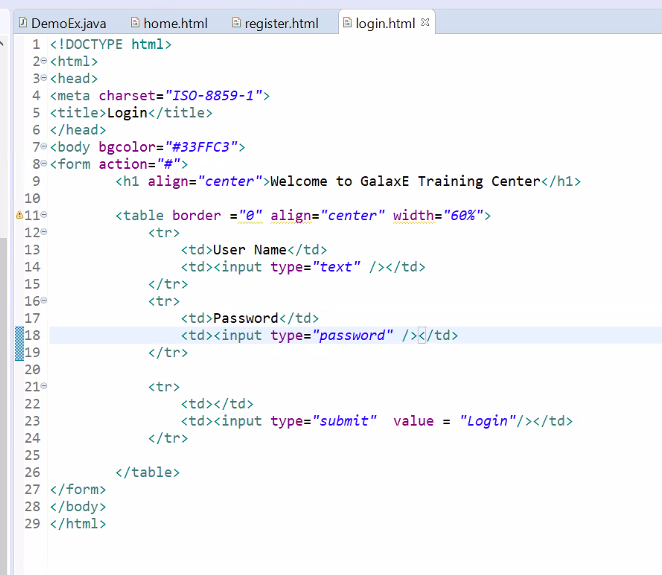 DemoEx.java home.html register.html login.html
1 <!DOCTYPE html>
2 <html>
3 <head>
4 <meta charset="ISO-8859-1">
5 <title>Login</title>
6 </head>
7 <body bgcolor="#33FFC3">
8 <form action="#">
9 <h1 align="center">Welcome to GalaxE Training Center</h1>
10
11 <table border ="0" align="center" width="60%">
12 <tr>
13 <td>User Name</td>
14 <td><input type="text" /></td>
15 </tr>
16 <tr>
17 <td>Password</td>
18 <td><input type="password" /></td>
19 </tr>
20
21 <tr>
22 <td></td>
23 <td><input type="submit"  value = "Login"/></td>
24 </tr>
25
26 </table>
27 </form>
28 </body>
29 </html>